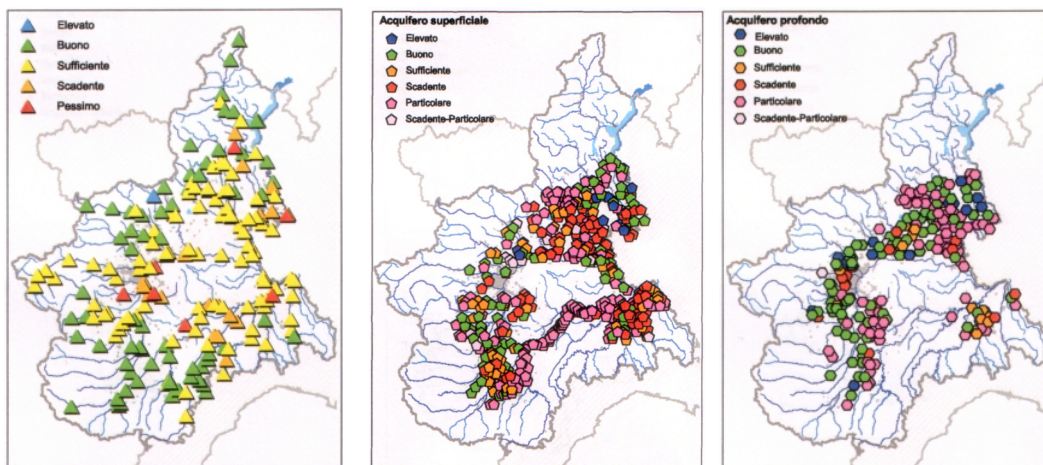 Elevato
Buono
Sufficiente
Scadente
Pessimo
Acquifero superficiale
Elevato
Buono
Sufficiente
Scadente
Particolare
Scadente-Particolare
Acquifero profondo
Elevato
Buono
Sufficiente
Scadente
Particolare
Scadente-Particolare